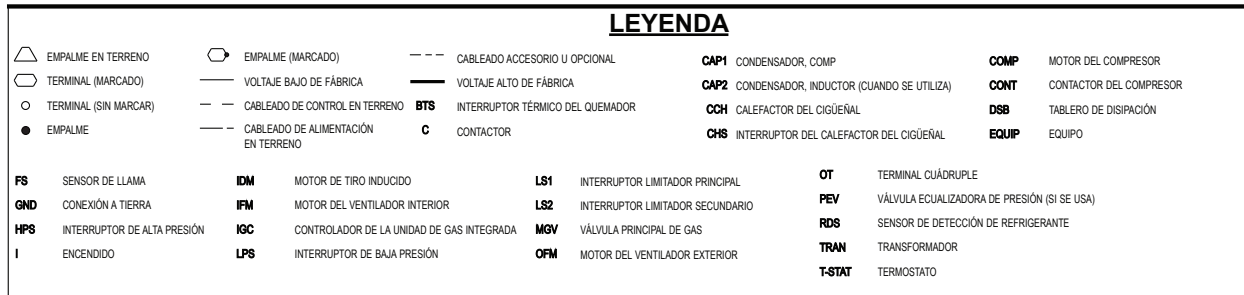 LEYENDA
EMPALME EN TERRENO
TERMINAL (MARCADO)
TERMINAL (SIN MARCAR)
EMPALME
EMPALME (MARCADO)
VOLTAJE BAJO DE FÁBRICA
CABLEADO DE CONTROL EN TERRENO
CABLEADO DE ALIMENTACIÓN
EN TERRENO
CABLEADO ACCESORIO U OPCIONAL
VOLTAJE ALTO DE FÁBRICA
BTS INTERRUPTOR TÉRMICO DEL QUEMADOR
C CONTACTOR
CAP1 CONDENSADOR, COMP
CAP2 CONDENSADOR, INDUCTOR (CUANDO SE UTILIZA)
CCH CALEFACTOR DEL CIGÜEÑAL
CHS INTERRUPTOR DEL CALEFACTOR DEL CIGÜEÑAL
COMP MOTOR DEL COMPRESOR
CONT CONTACTOR DEL COMPRESOR
DSB TABLERO DE DISIPACIÓN
EQUIP EQUIPO
FS SENSOR DE LLAMA
GND CONEXIÓN A TIERRA
HPS INTERRUPTOR DE ALTA PRESIÓN
I ENCENDIDO
IDM MOTOR DE TIRO INDUCIDO
IFM MOTOR DEL VENTILADOR INTERIOR
IGC CONTROLADOR DE LA UNIDAD DE GAS INTEGRADA
LPS INTERRUPTOR DE BAJA PRESIÓN
LS1 INTERRUPTOR LIMITADOR PRINCIPAL
LS2 INTERRUPTOR LIMITADOR SECUNDARIO
MGV VÁLVULA PRINCIPAL DE GAS
OFM MOTOR DEL VENTILADOR EXTERIOR
OT TERMINAL CUÁDRUPLE
PEV VÁLVULA ECUALIZADORA DE PRESIÓN (SI SE USA)
RDS SENSOR DE DETECCIÓN DE REFRIGERANTE
TRAN TRANSFORMADOR
T-STAT TERMOSTATO